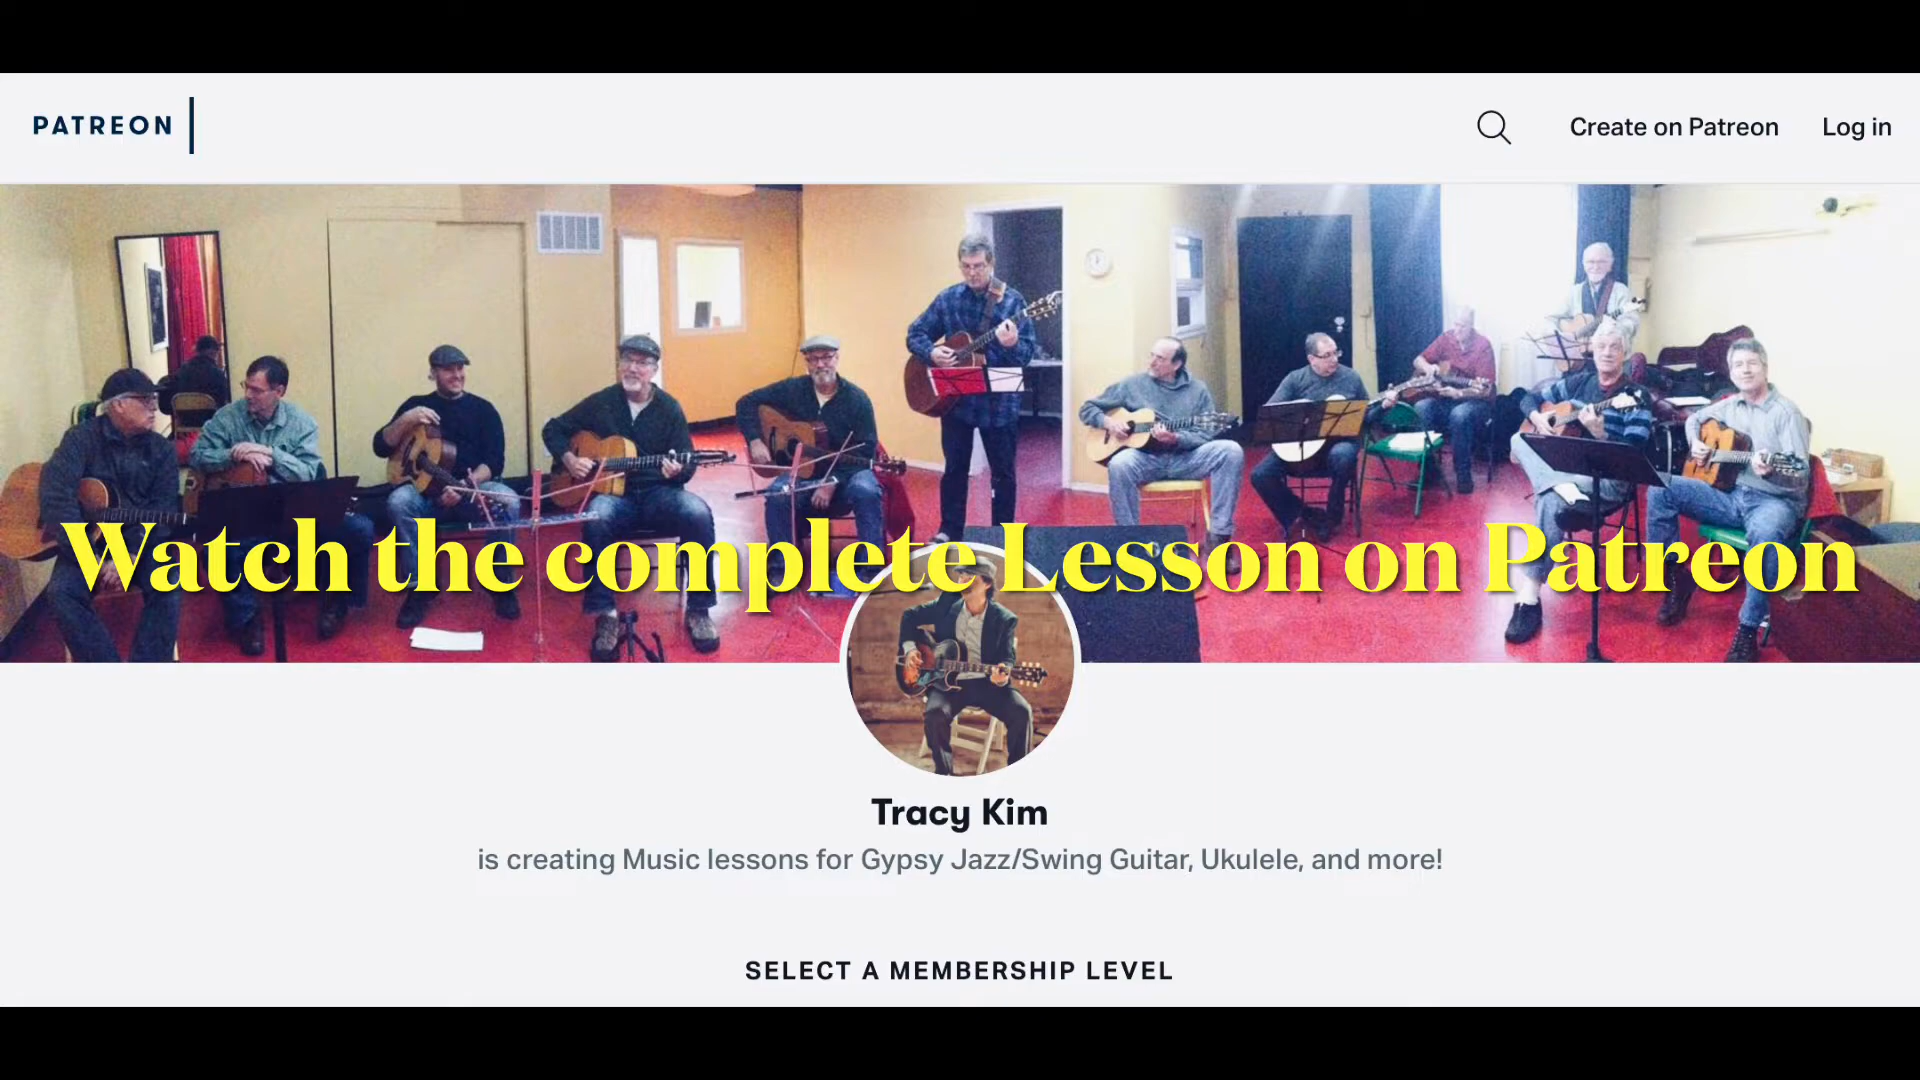 PATREON
Create on Patreon
Log in
Watch the complete Lesson on Patreon
Tracy Kim
is creating Music lessons for Gypsy Jazz/Swing Guitar, Ukulele, and more!
SELECT A MEMBERSHIP LEVEL